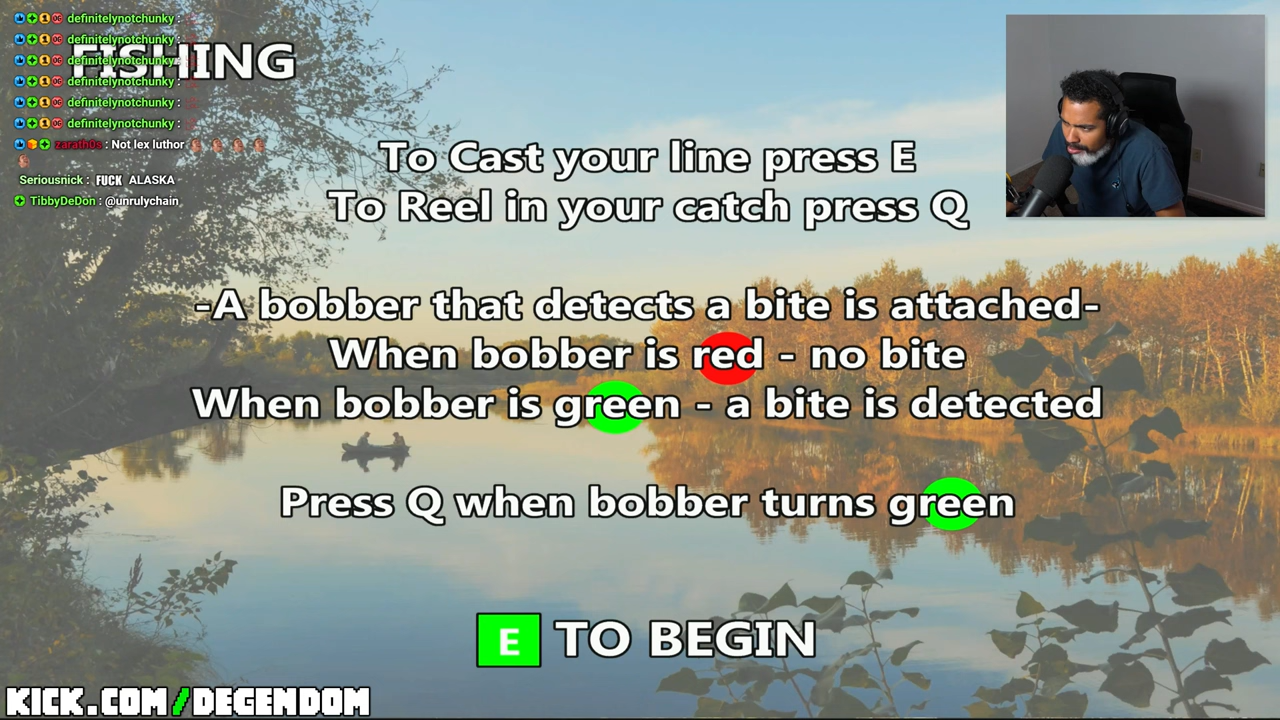 definitelynotchunky :
definitelynotchunky :
definitelynotchunky :
definitelynotchunky :
definitelynotchunky :
definitelynotchunky :
zarath0s : Not lex luthor
Seriousnick : FUCK ALASKA
TibbyDeDon : @unrulychain
FISHING
To Cast your line press E
To Reel in your catch press Q
-A bobber that detects a bite is attached-
When bobber is red - no bite
When bobber is green - a bite is detected
Press Q when bobber turns green
E TO BEGIN
KICK.COM/DEGENDOM